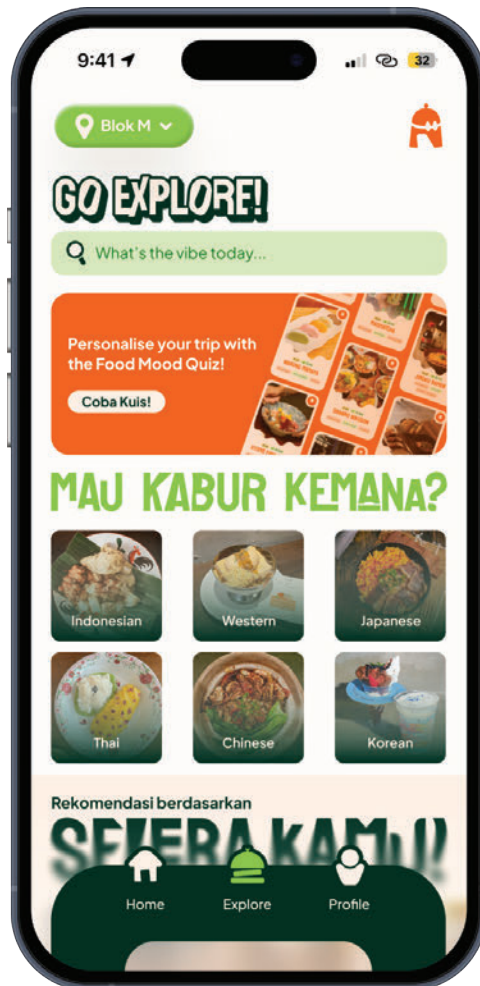 9:41
32
Blok M
GO EXPLORE!
What's the vibe today...
Personalise your trip with
the Food Mood Quiz!
Coba Kuis!
MAU KABUR KEMANA?
Indonesian Western Japanese
Thai Chinese Korean
Rekomendasi berdasarkan
SELERA KAMU!
Home Explore Profile